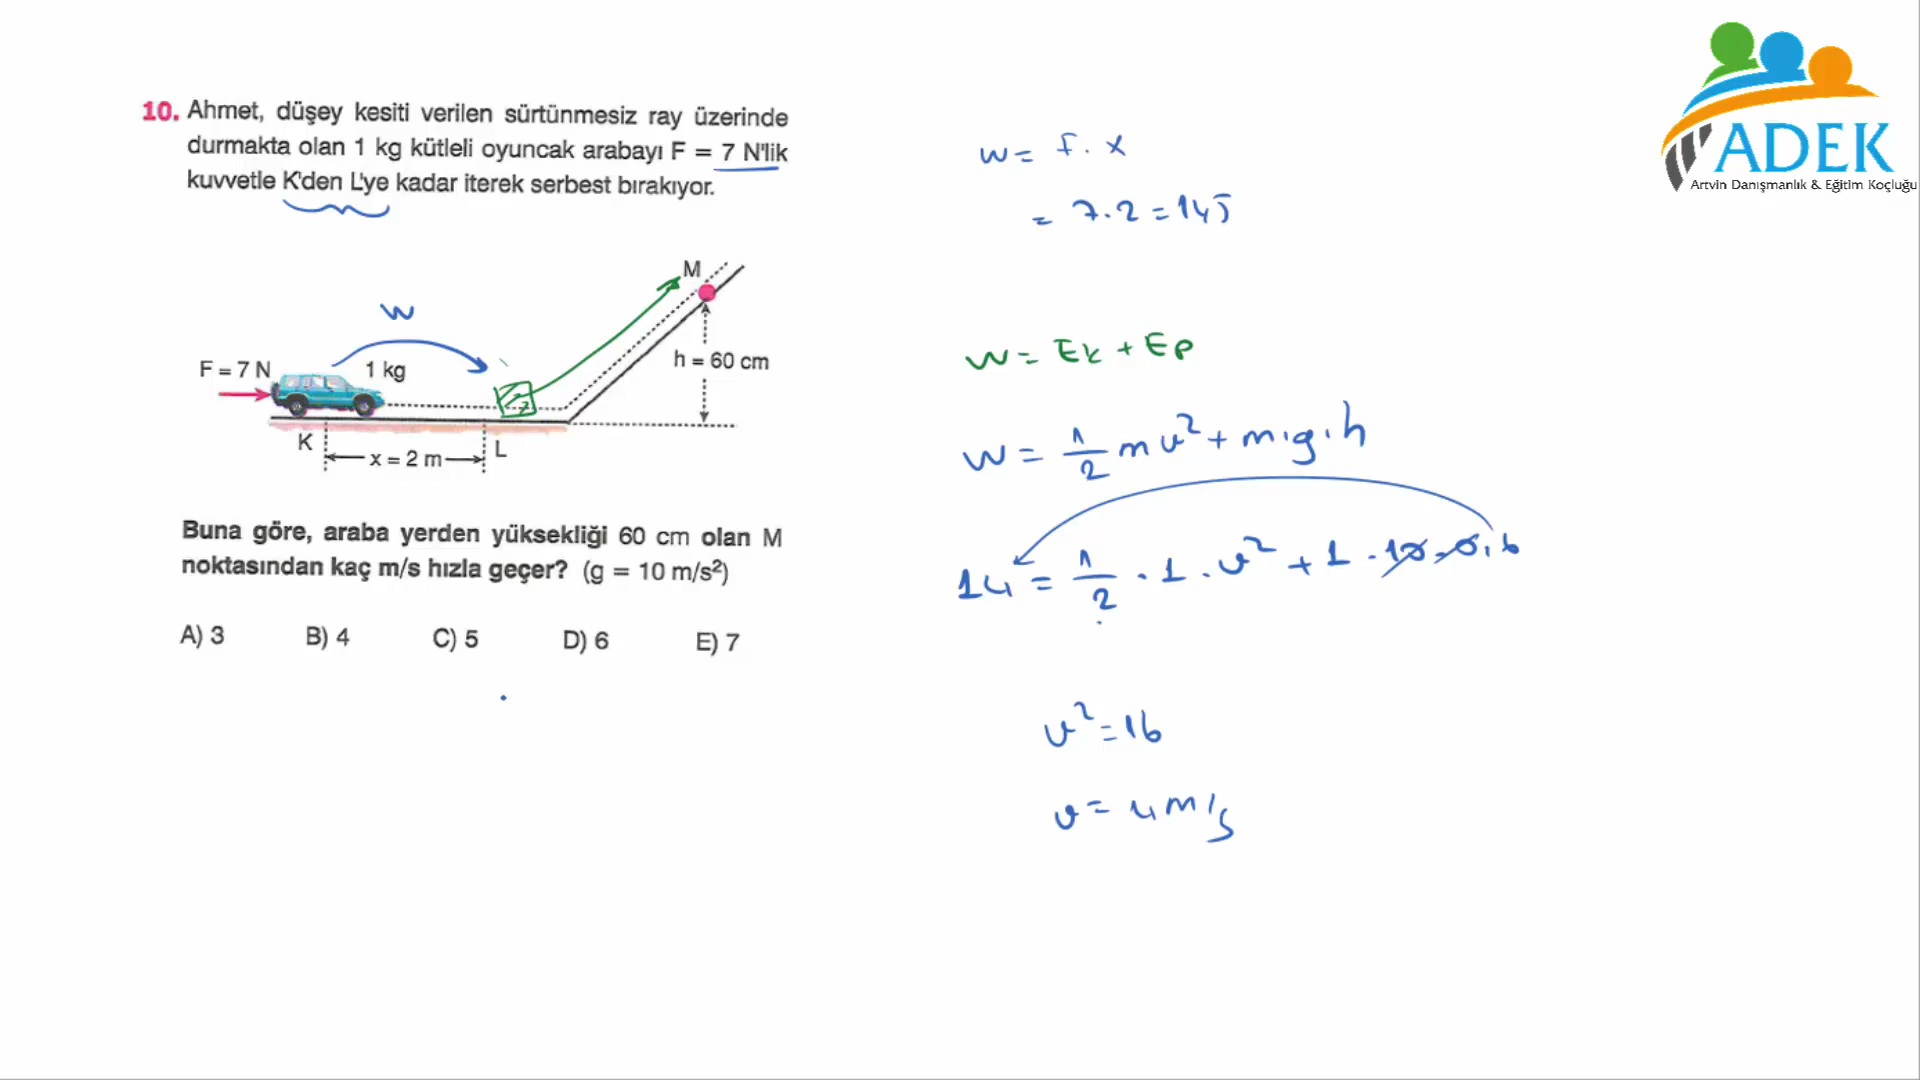 10. Ahmet, düşey kesiti verilen sürtünmesiz ray üzerinde
durmakta olan 1 kg kütleli oyuncak arabayı F = 7 N'lik
kuvvetle K'den L'ye kadar iterek serbest bırakıyor.
M
w
h = 60 cm
F = 7 N
1 kg
K
x = 2 m
L
Buna göre, araba yerden yüksekliği 60 cm olan M
noktasından kaç m/s hızla geçer? (g = 10 m/s²)
A) 3 B) 4 C) 5 D) 6 E) 7
w = F . x
= 7.2 = 14J
W = Ek + Ep
W = 1/2 m v² + m.g.h
14 = 1/2 . 1 . v² + 1 . 10 . 0,6
v² = 16
v = 4 m/s
ADEK
Artvin Danışmanlık & Eğitim Koçluğu